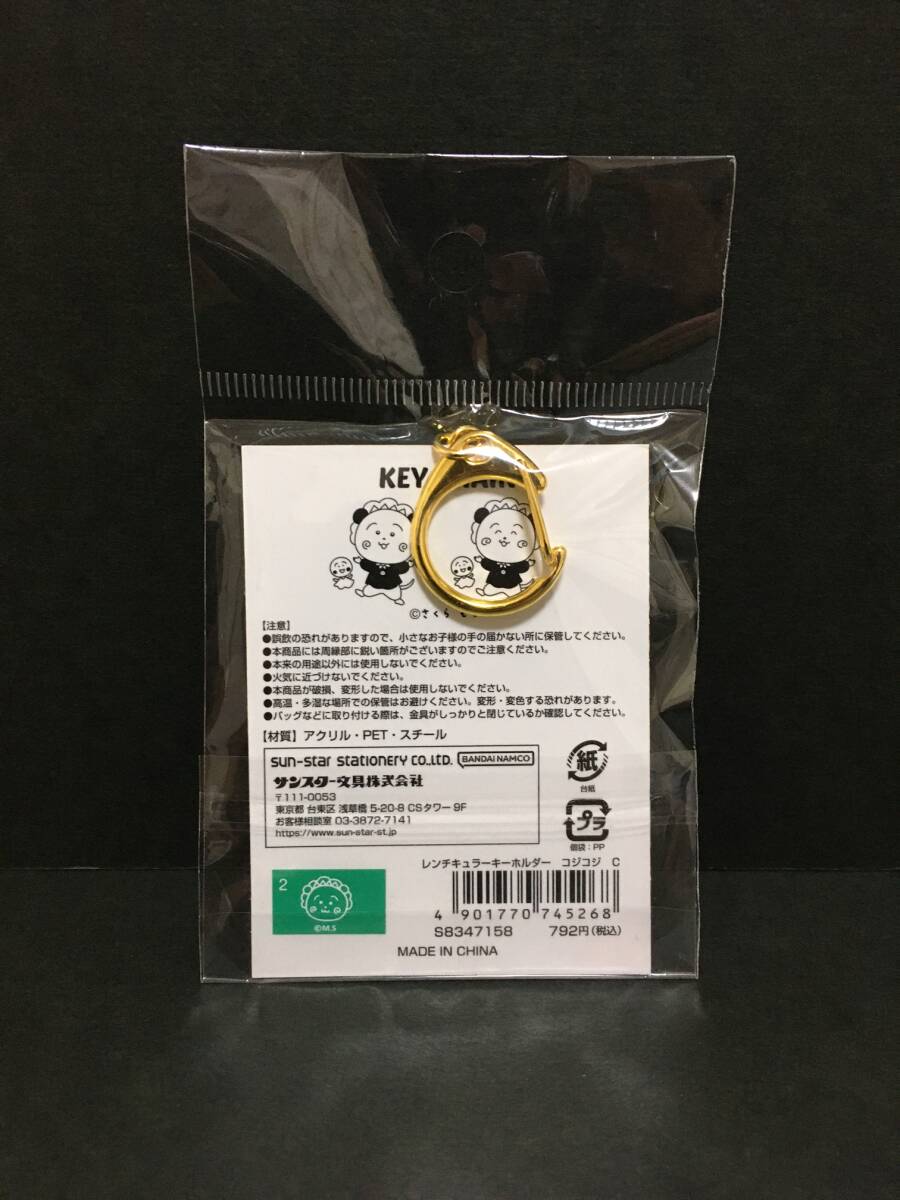 KEY
©さくら
【注意】
●誤飲の恐れがありますので、小さなお子様の手の届かない所に保管してください。
●本商品には周縁部に鋭い箇所がございますのでご注意ください。
●本来の用途以外には使用しないでください。
●火気に近づけないでください。
●本商品が破損、変形した場合は使用しないでください。
●高温・多湿な場所での保管はお避けください。変形・変色する恐れがあります。
●バッグなどに取り付ける際は、金具がしっかりと閉じているか確認してください。
【材質】アクリル・PET・スチール
sun-star stationery co.,ltd. BANDAI NAMCO
サンスター文具株式会社
〒111-0053
東京都 台東区 浅草橋 5-20-8 CSタワー 9F
お客様相談室 03-3872-7141
https://www.sun-star-st.jp
紙
台紙
プラ
個袋：PP
レンチキュラーキーホルダー コジコジ C
2
©M.S
4 901770 745268
S8347158 792円(税込)
MADE IN CHINA